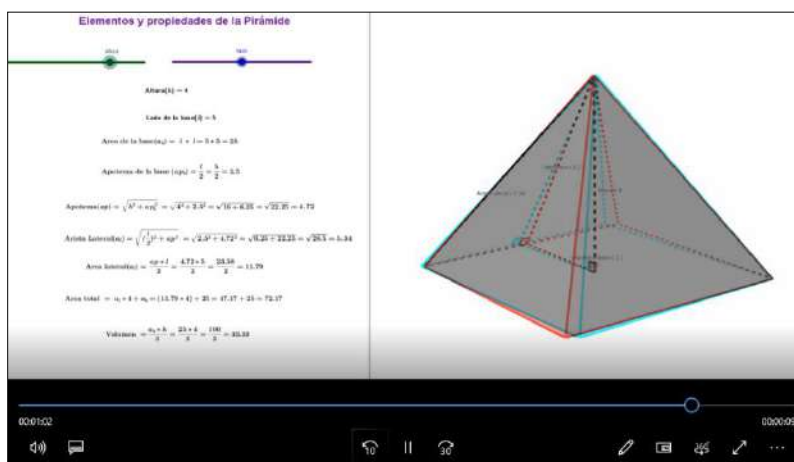 Elementos y propiedades de la Pirámide
Altura(h) = 4
Lado de la base(l) = 5
Area de la base(a_b) = l * l = 5 * 5 = 25
Apotema de la base (ap_b) = l/2 = 5/2 = 2.5
Apotema(ap) = √(h² + ap_b²) = √(4² + 2.5²) = √(16 + 6.25) = √22.25 = 4.72
Arista Lateral(a_l) = √((l/2)² + ap²) = √(2.5² + 4.72²) = √(6.25 + 22.25) = √28.5 = 5.34
Area lateral(a_l) = (ap * l)/2 = (4.72 * 5)/2 = 23.58/2 = 11.79
Area total = a_l * 4 + a_b = (11.79 * 4) + 25 = 47.17 + 25 = 72.17
Volumen = (a_b * h)/3 = (25 * 4)/3 = 100/3 = 33.33
00:01:02
00:00:09
10
30